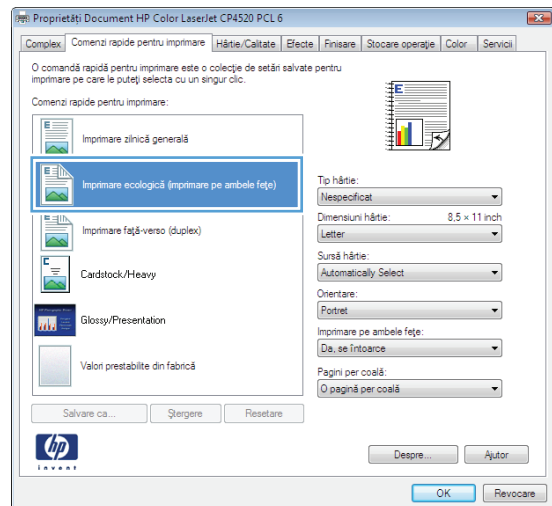 Proprietăți Document HP Color LaserJet CP4520 PCL 6
Complex Comenzi rapide pentru imprimare Hârtie/Calitate Efecte Finisare Stocare operaţie Color Servicii
O comandă rapidă pentru imprimare este o colecţie de setări salvate pentru
imprimare pe care le puteţi selecta cu un singur clic.
Comenzi rapide pentru imprimare:
Imprimare zilnică generală
Imprimare ecologică (imprimare pe ambele feţe)
Imprimare faţă-verso (duplex)
Cardstock/Heavy
Glossy/Presentation
Valori prestabilite din fabrică
Salvare ca... Ştergere Resetare
Tip hârtie:
Nespecificat
Dimensiuni hârtie: 8,5 × 11 inch
Letter
Sursă hârtie:
Automatically Select
Orientare:
Portret
Imprimare pe ambele feţe:
Da, se întoarce
Pagini per coală:
O pagină per coală
hp
invent
Despre... Ajutor
OK Revocare